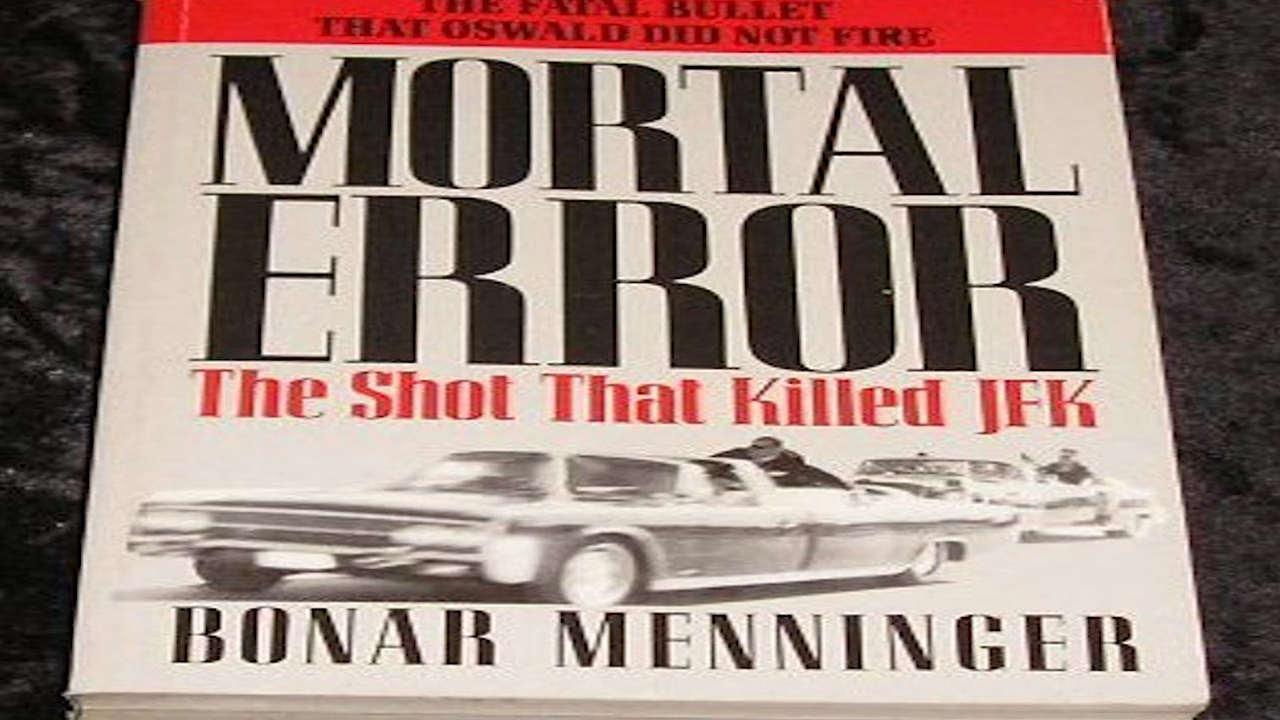 THE FATAL BULLET
THAT OSWALD DID NOT FIRE
MORTAL
ERROR
The Shot That Killed JFK
BONAR MENNINGER